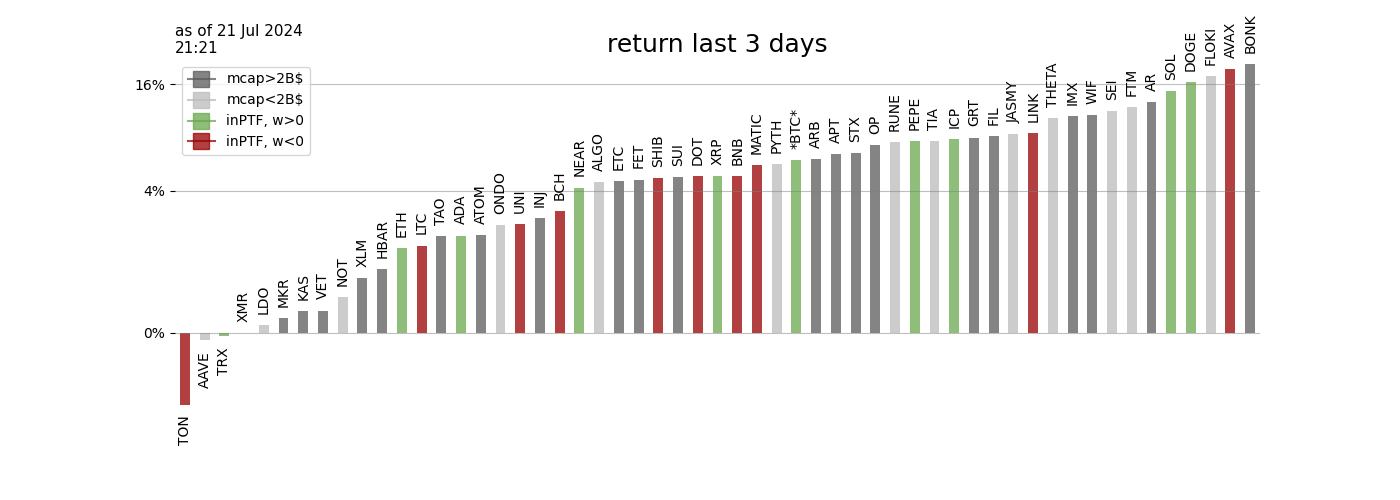 as of 21 Jul 2024
21:21
return last 3 days
mcap>2B$
mcap<2B$
inPTF, w>0
inPTF, w<0
16%
4%
0%
TON
AAVE
TRX
XMR
LDO
MKR
KAS
VET
NOT
XLM
HBAR
ETH
LTC
TAO
ADA
ATOM
ONDO
UNI
INJ
BCH
NEAR
ALGO
ETC
FET
SHIB
SUI
DOT
XRP
BNB
MATIC
PYTH
*BTC*
ARB
APT
STX
OP
RUNE
PEPE
TIA
ICP
GRT
FIL
JASMY
LINK
THETA
IMX
WIF
SEI
FTM
AR
SOL
DOGE
FLOKI
AVAX
BONK